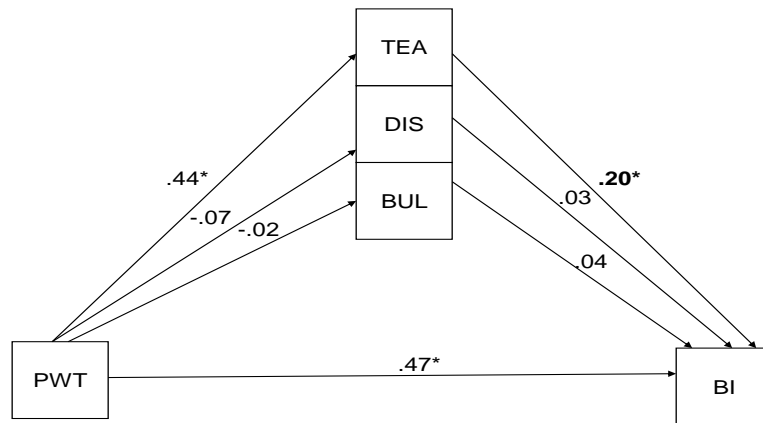 TEA
DIS
.44*
.20*
-.07
.03
BUL
-.02
.04
.47*
PWT
BI